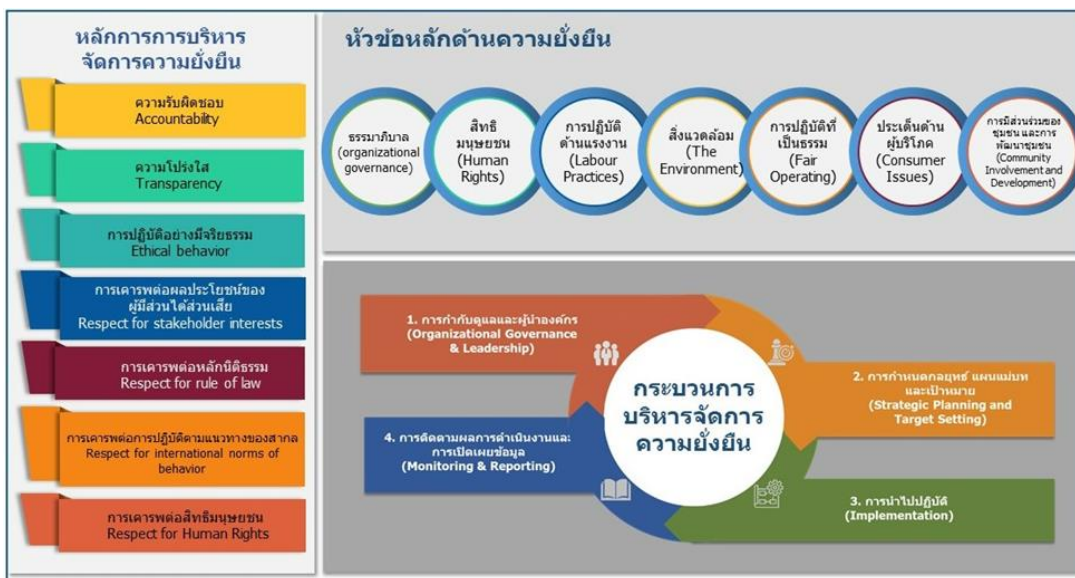 หลักการการบริหาร
จัดการความยั่งยืน
ความรับผิดชอบ
Accountability
ความโปร่งใส
Transparency
การปฏิบัติอย่างมีจริยธรรม
Ethical behavior
การเคารพต่อผลประโยชน์ของ
ผู้มีส่วนได้ส่วนเสีย
Respect for stakeholder interests
การเคารพต่อหลักนิติธรรม
Respect for rule of law
การเคารพต่อการปฏิบัติตามแนวทางของสากล
Respect for international norms of
behavior
การเคารพต่อสิทธิมนุษยชน
Respect for Human Rights
หัวข้อหลักด้านความยั่งยืน
ธรรมาภิบาล
(organizational
governance)
สิทธิ
มนุษยชน
(Human
Rights)
การปฏิบัติ
ด้านแรงงาน
(Labour
Practices)
สิ่งแวดล้อม
(The
Environment)
การปฏิบัติที่
เป็นธรรม
(Fair
Operating)
ประเด็นด้าน
ผู้บริโภค
(Consumer
Issues)
การมีส่วนร่วมของ
ชุมชน และการ
พัฒนาชุมชน
(Community
Involvement and
Development)
1. การกำกับดูแลและผู้นำองค์กร
(Organizational Governance
& Leadership)
2. การกำหนดกลยุทธ์ แผนแม่บท
และเป้าหมาย
(Strategic Planning and
Target Setting)
กระบวนการ
บริหารจัดการ
ความยั่งยืน
4. การติดตามผลการดำเนินงานและ
การเปิดเผยข้อมูล
(Monitoring & Reporting)
3. การนำไปปฏิบัติ
(Implementation)